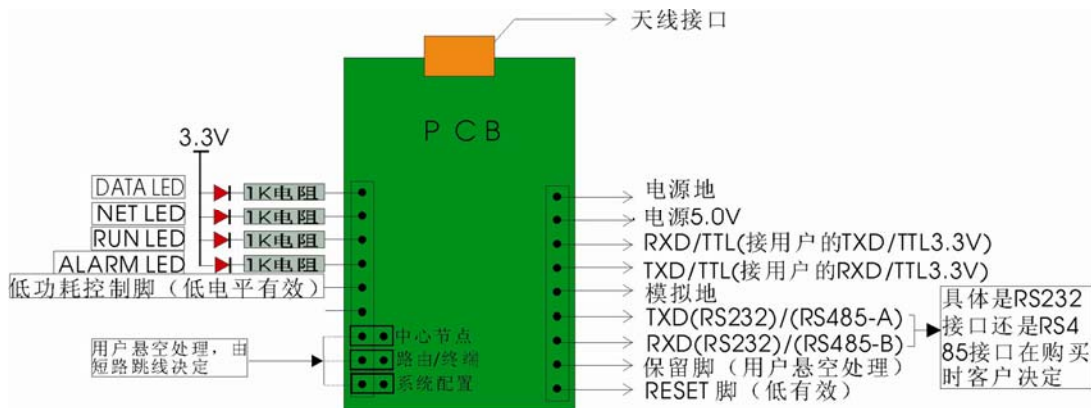 天线接口
PCB
3.3V
DATA LED
1K电阻
NET LED
1K电阻
RUN LED
1K电阻
ALARM LED
1K电阻
低功耗控制脚（低电平有效）
中心节点
路由/终端
系统配置
用户悬空处理，由
短路跳线决定
电源地
电源5.0V
RXD/TTL(接用户的TXD/TTL3.3V)
TXD/TTL(接用户的RXD/TTL3.3V)
模拟地
TXD(RS232)/(RS485-A)
RXD(RS232)/(RS485-B)
保留脚（用户悬空处理）
RESET 脚（低有效）
具体是RS232
接口还是RS4
85接口在购买
时客户决定